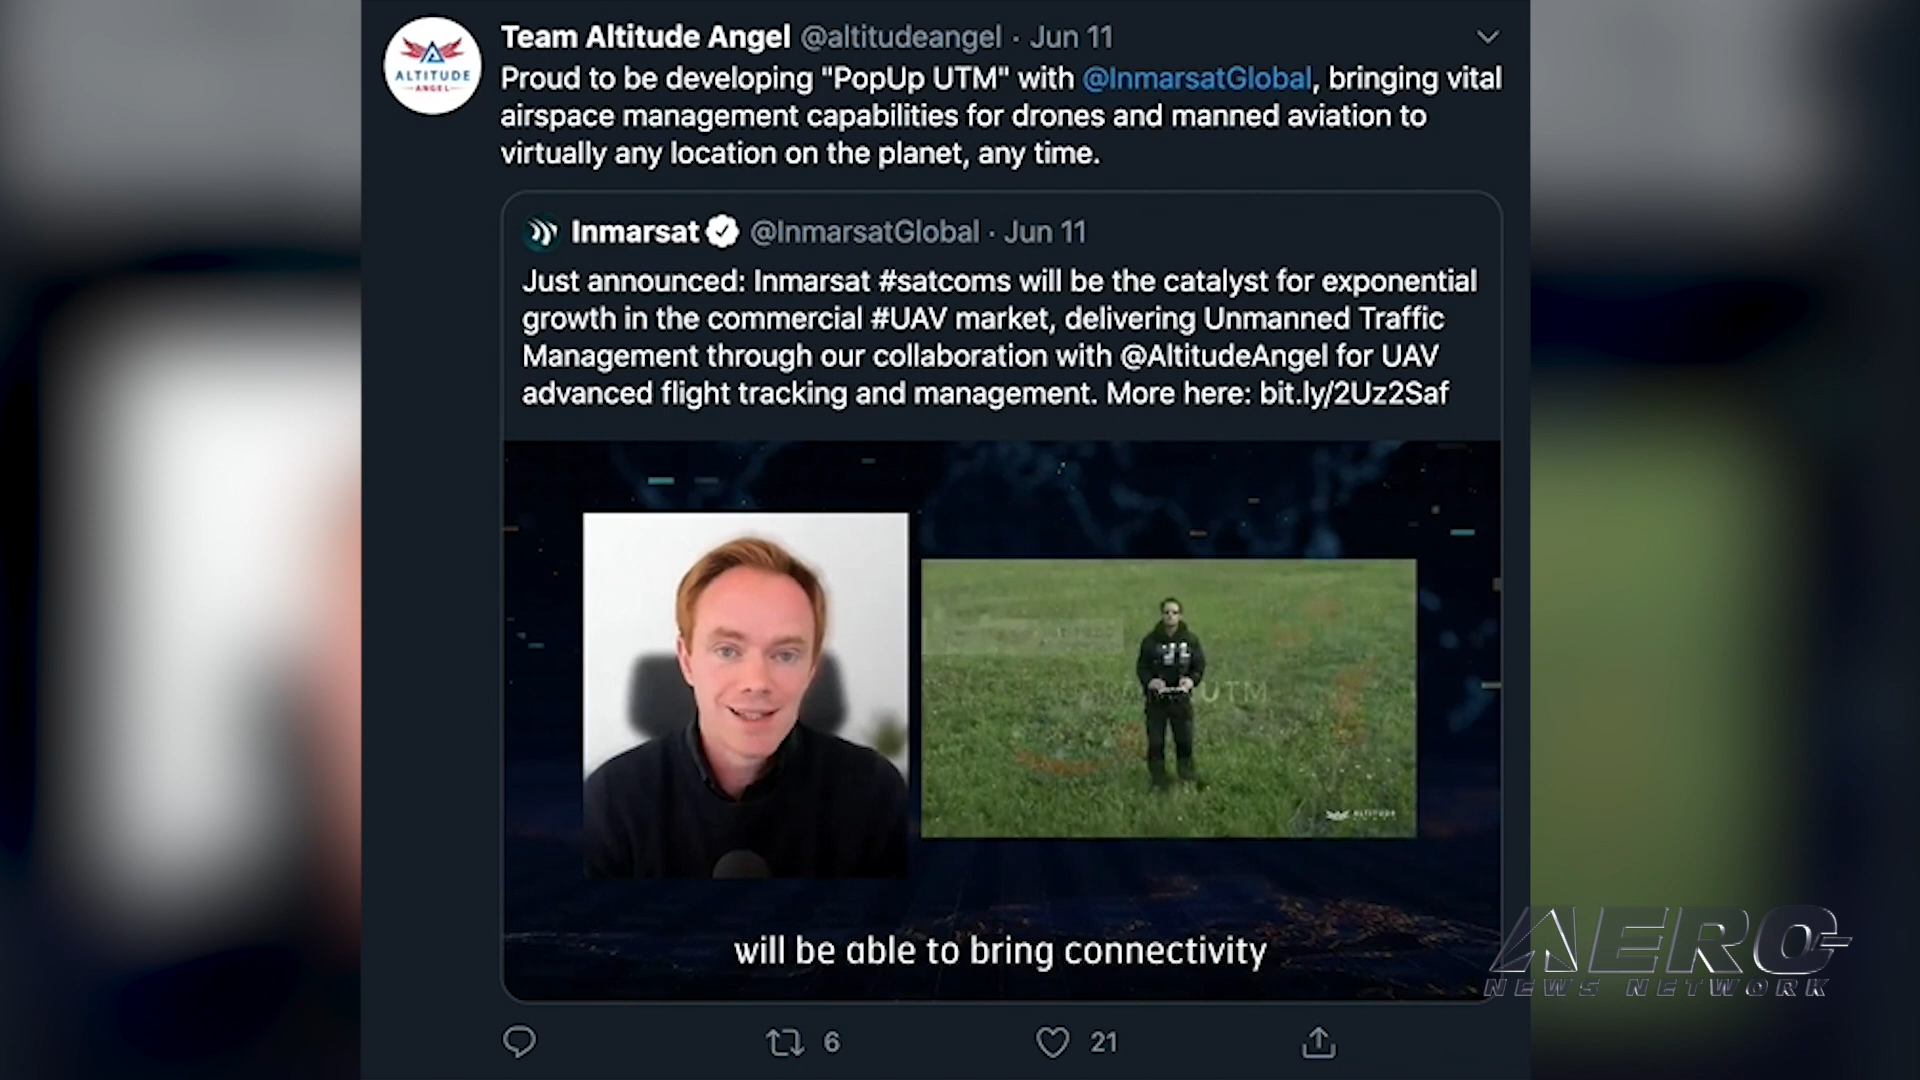 Team Altitude Angel @altitudeangel · Jun 11
ALTITUDE
ANGEL
Proud to be developing "PopUp UTM" with @InmarsatGlobal, bringing vital
airspace management capabilities for drones and manned aviation to
virtually any location on the planet, any time.
Inmarsat @InmarsatGlobal · Jun 11
Just announced: Inmarsat #satcoms will be the catalyst for exponential
growth in the commercial #UAV market, delivering Unmanned Traffic
Management through our collaboration with @AltitudeAngel for UAV
advanced flight tracking and management. More here: bit.ly/2Uz2Saf
UTM
ALTITUDE
will be able to bring connectivity
AERO
NEWS NETWORK
6
21